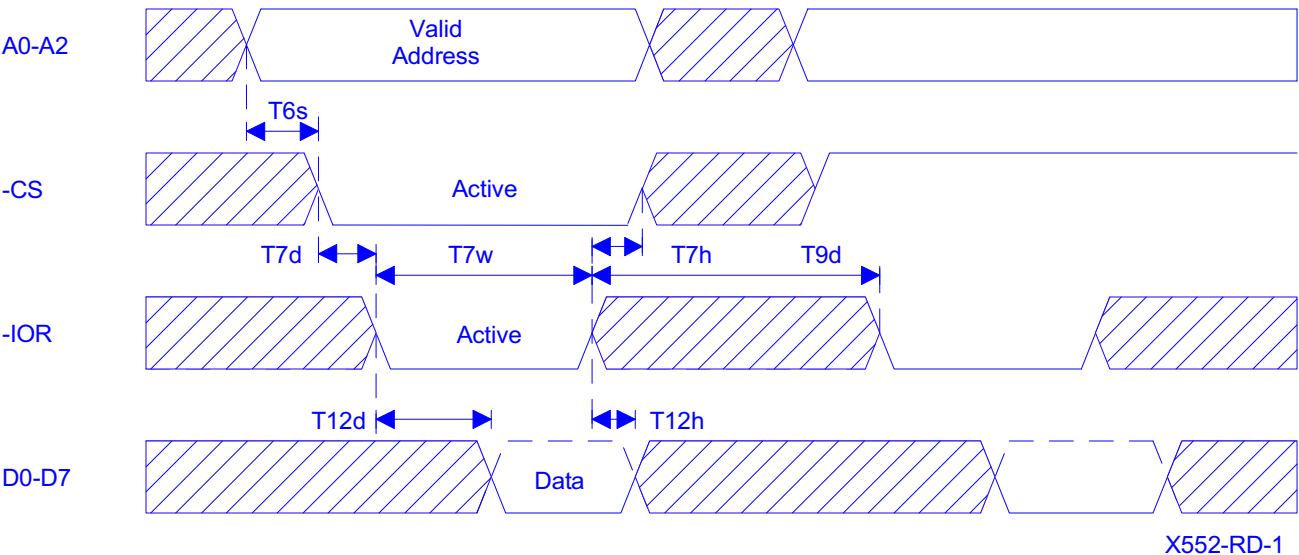 A0-A2
Valid
Address
T6s
-CS
Active
T7d
T7w
T7h
T9d
-IOR
Active
T12d
T12h
D0-D7
Data
X552-RD-1